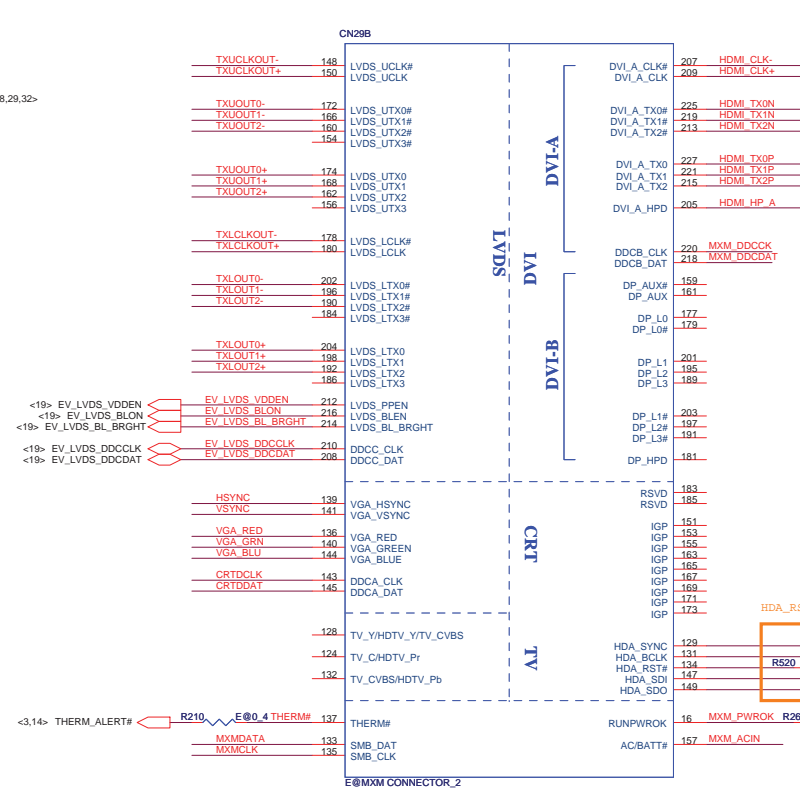 CN29B
8,29,32>
TXUCLKOUT- 148 LVDS_UCLK#
TXUCLKOUT+ 150 LVDS_UCLK
TXUOUT0- 172 LVDS_UTX0#
TXUOUT1- 166 LVDS_UTX1#
TXUOUT2- 160 LVDS_UTX2#
154 LVDS_UTX3#
TXUOUT0+ 174 LVDS_UTX0
TXUOUT1+ 168 LVDS_UTX1
TXUOUT2+ 162 LVDS_UTX2
156 LVDS_UTX3
TXLCLKOUT- 178 LVDS_LCLK#
TXLCLKOUT+ 180 LVDS_LCLK
TXLOUT0- 202 LVDS_LTX0#
TXLOUT1- 196 LVDS_LTX1#
TXLOUT2- 190 LVDS_LTX2#
184 LVDS_LTX3#
TXLOUT0+ 204 LVDS_LTX0
TXLOUT1+ 198 LVDS_LTX1
TXLOUT2+ 192 LVDS_LTX2
186 LVDS_LTX3
<19> EV_LVDS_VDDEN EV_LVDS_VDDEN 212 LVDS_PPEN
<19> EV_LVDS_BLON EV_LVDS_BLON 216 LVDS_BLEN
<19> EV_LVDS_BL_BRGHT EV_LVDS_BL_BRGHT 214 LVDS_BL_BRGHT
<19> EV_LVDS_DDCCLK EV_LVDS_DDCCLK 210 DDCC_CLK
<19> EV_LVDS_DDCDAT EV_LVDS_DDCDAT 208 DDCC_DAT
HSYNC 139 VGA_HSYNC
VSYNC 141 VGA_VSYNC
VGA_RED 136 VGA_RED
VGA_GRN 140 VGA_GREEN
VGA_BLU 144 VGA_BLUE
CRTDCLK 143 DDCA_CLK
CRTDDAT 145 DDCA_DAT
128 TV_Y/HDTV_Y/TV_CVBS
124 TV_C/HDTV_Pr
132 TV_CVBS/HDTV_Pb
<3,14> THERM_ALERT# R210 E@0_4 THERM# 137 THERM#
MXMDATA 133 SMB_DAT
MXMCLK 135 SMB_CLK
LVDS
DVI-A
DVI
DVI-B
CRT
TV
DVI_A_CLK# 207 HDMI_CLK-
DVI_A_CLK 209 HDMI_CLK+
DVI_A_TX0# 225 HDMI_TX0N
DVI_A_TX1# 219 HDMI_TX1N
DVI_A_TX2# 213 HDMI_TX2N
DVI_A_TX0 227 HDMI_TX0P
DVI_A_TX1 221 HDMI_TX1P
DVI_A_TX2 215 HDMI_TX2P
DVI_A_HPD 205 HDMI_HP_A
DDCB_CLK 220 MXM_DDCCK
DDCB_DAT 218 MXM_DDCDAT
DP_AUX# 159
DP_AUX 161
DP_L0 177
DP_L0# 179
DP_L1 201
DP_L2 195
DP_L3 189
DP_L1# 203
DP_L2# 197
DP_L3# 191
DP_HPD 181
RSVD 183
RSVD 185
IGP 151
IGP 153
IGP 155
IGP 163
IGP 165
IGP 167
IGP 169
IGP 171
IGP 173
HDA_RS
HDA_SYNC 129
HDA_BCLK 131
HDA_RST# 134 R520
HDA_SDI 147
HDA_SDO 149
RUNPWROK 16 MXM_PWROK R26
AC/BATT# 157 MXM_ACIN
E@MXM CONNECTOR_2